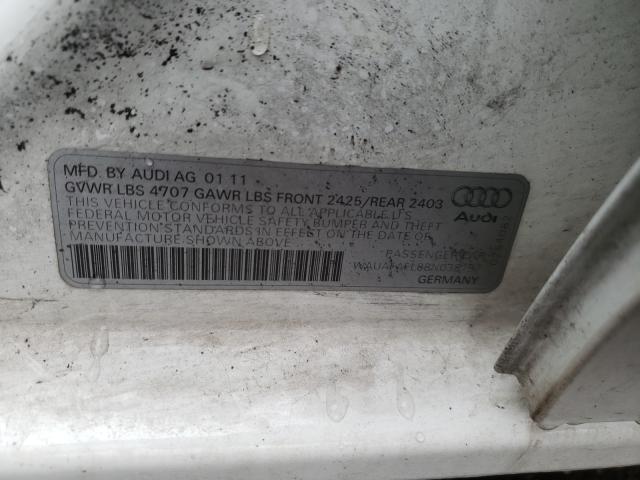 MFD. BY AUDI AG 01 11
GVWR LBS 4707 GAWR LBS FRONT 2425/REAR 2403
THIS VEHICLE CONFORMS TO ALL APPLICABLE U.S.
FEDERAL MOTOR VEHICLE SAFETY BUMPER AND THEFT
PREVENTION STANDARDS IN EFFECT ON THE DATE OF
MANUFACTURE SHOWN ABOVE.
Audi
PASSENGER CAR
GERMANY